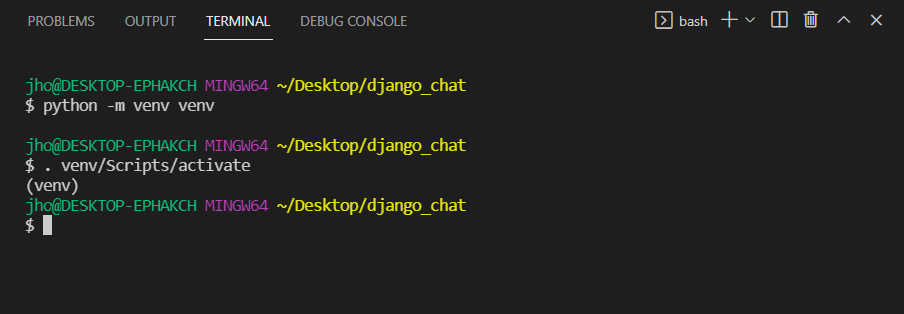 PROBLEMS OUTPUT TERMINAL DEBUG CONSOLE bash
jho@DESKTOP-EPHAKCH MINGW64 ~/Desktop/django_chat
$ python -m venv venv
jho@DESKTOP-EPHAKCH MINGW64 ~/Desktop/django_chat
$ . venv/Scripts/activate
(venv)
jho@DESKTOP-EPHAKCH MINGW64 ~/Desktop/django_chat
$